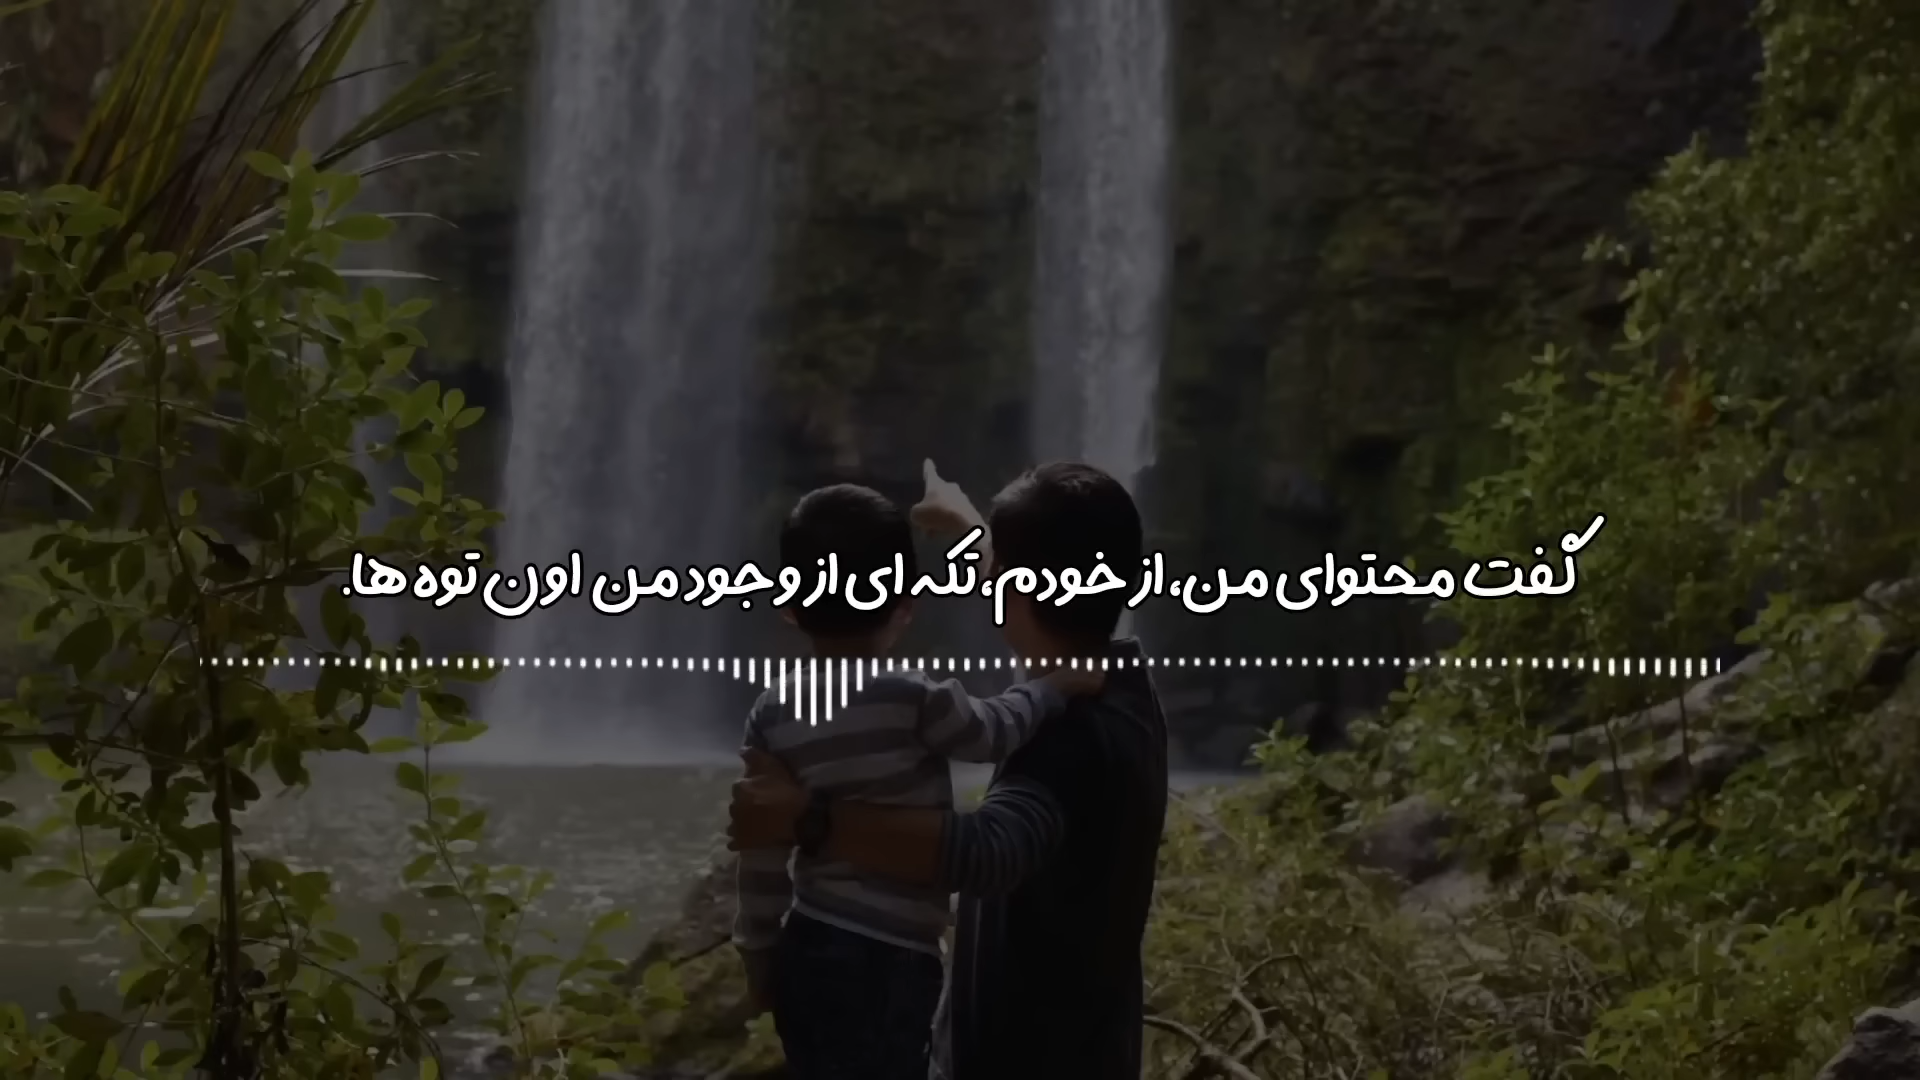 گفت محتوای من، از خودم، تکه ای از وجود من اون توه ها.